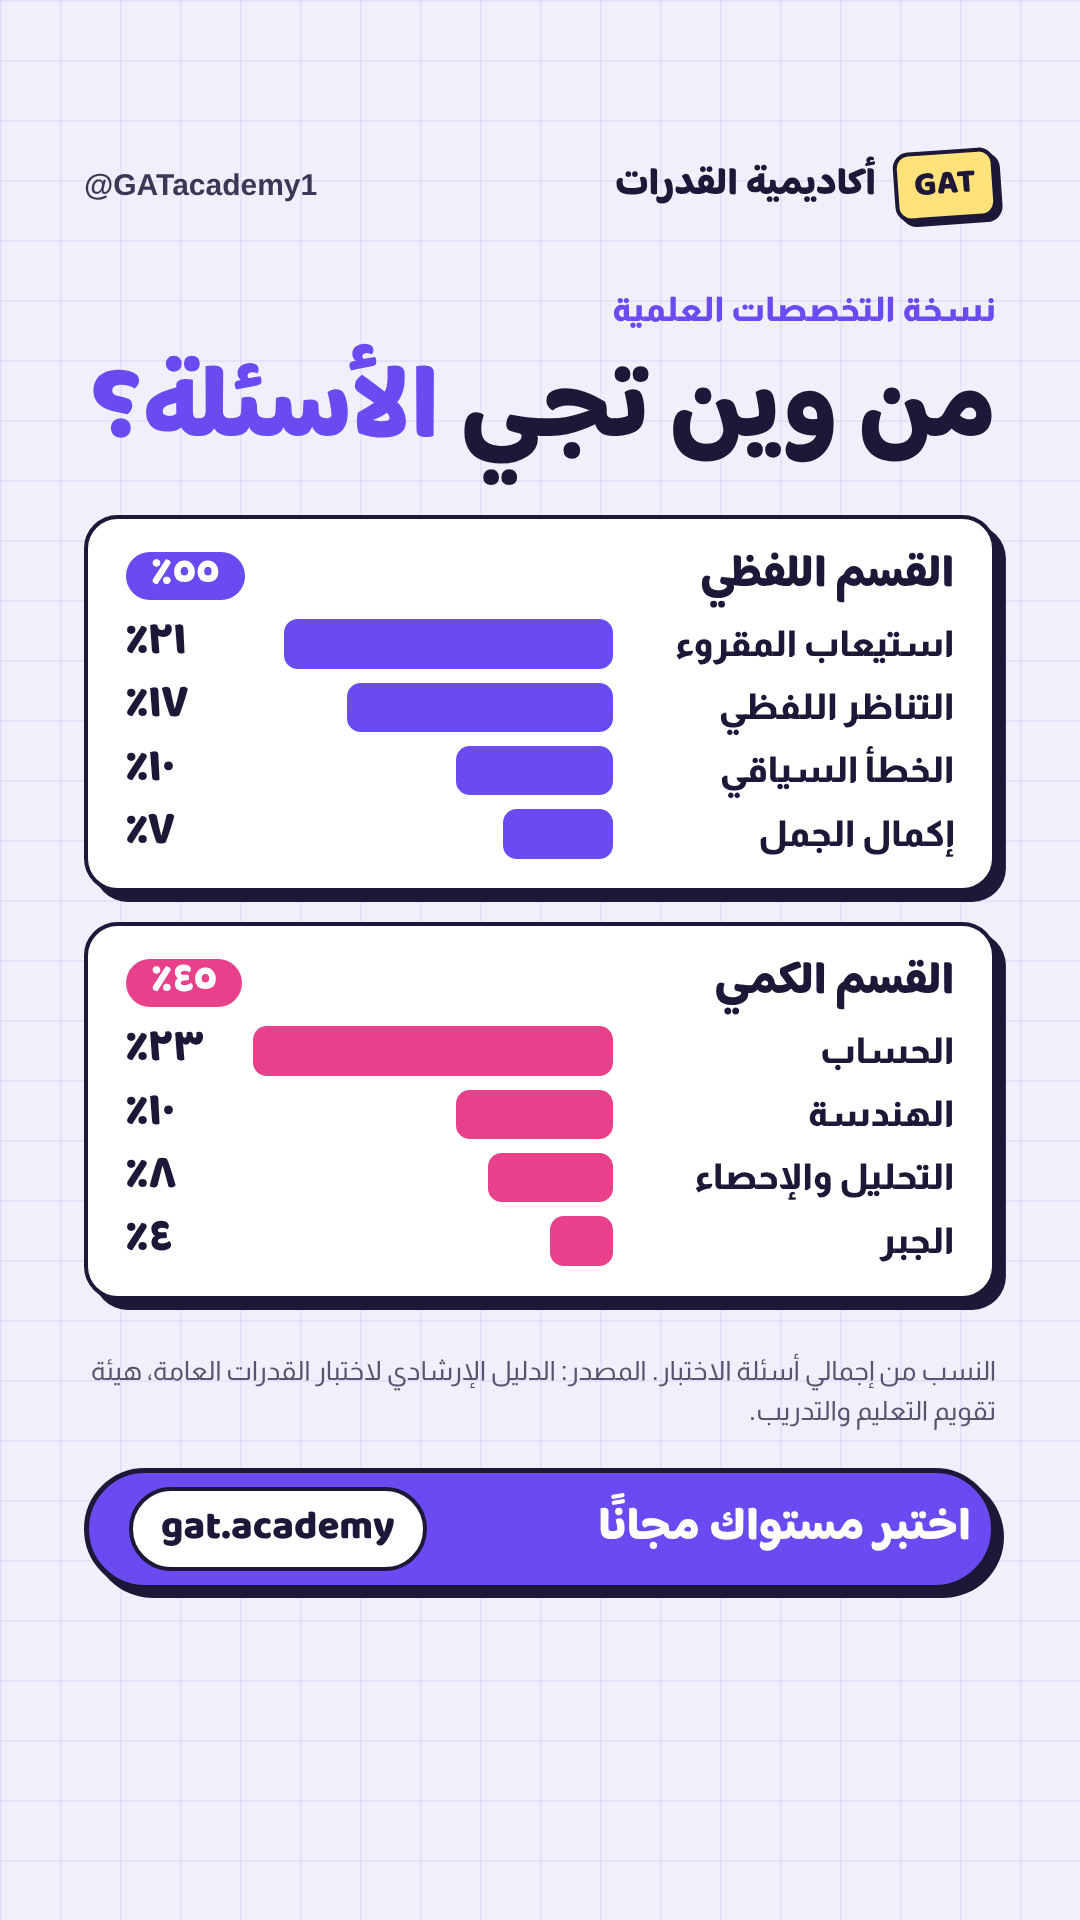 GAT أكاديمية القدرات
@GATacademy1
نسخة التخصصات العلمية
من وين تجي الأسئلة؟
القسم اللفظي ٥٥٪
استيعاب المقروء ٢١٪
التناظر اللفظي ١٧٪
الخطأ السياقي ١٠٪
إكمال الجمل ٧٪
القسم الكمي ٤٥٪
الحساب ٢٣٪
الهندسة ١٠٪
التحليل والإحصاء ٨٪
الجبر ٤٪
النسب من إجمالي أسئلة الاختبار. المصدر: الدليل الإرشادي لاختبار القدرات العامة، هيئة
تقويم التعليم والتدريب.
اختبر مستواك مجانًا gat.academy